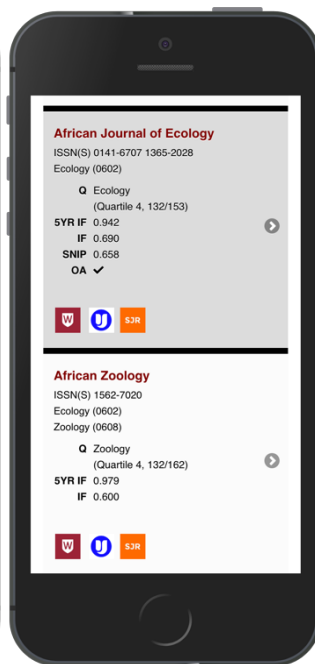 African Journal of Ecology
ISSN(S) 0141-6707 1365-2028
Ecology (0602)
Q Ecology
(Quartile 4, 132/153)
5YR IF 0.942
IF 0.690
SNIP 0.658
OA ✔
W U SJR
African Zoology
ISSN(S) 1562-7020
Ecology (0602)
Zoology (0608)
Q Zoology
(Quartile 4, 132/162)
5YR IF 0.979
IF 0.600
W U SJR